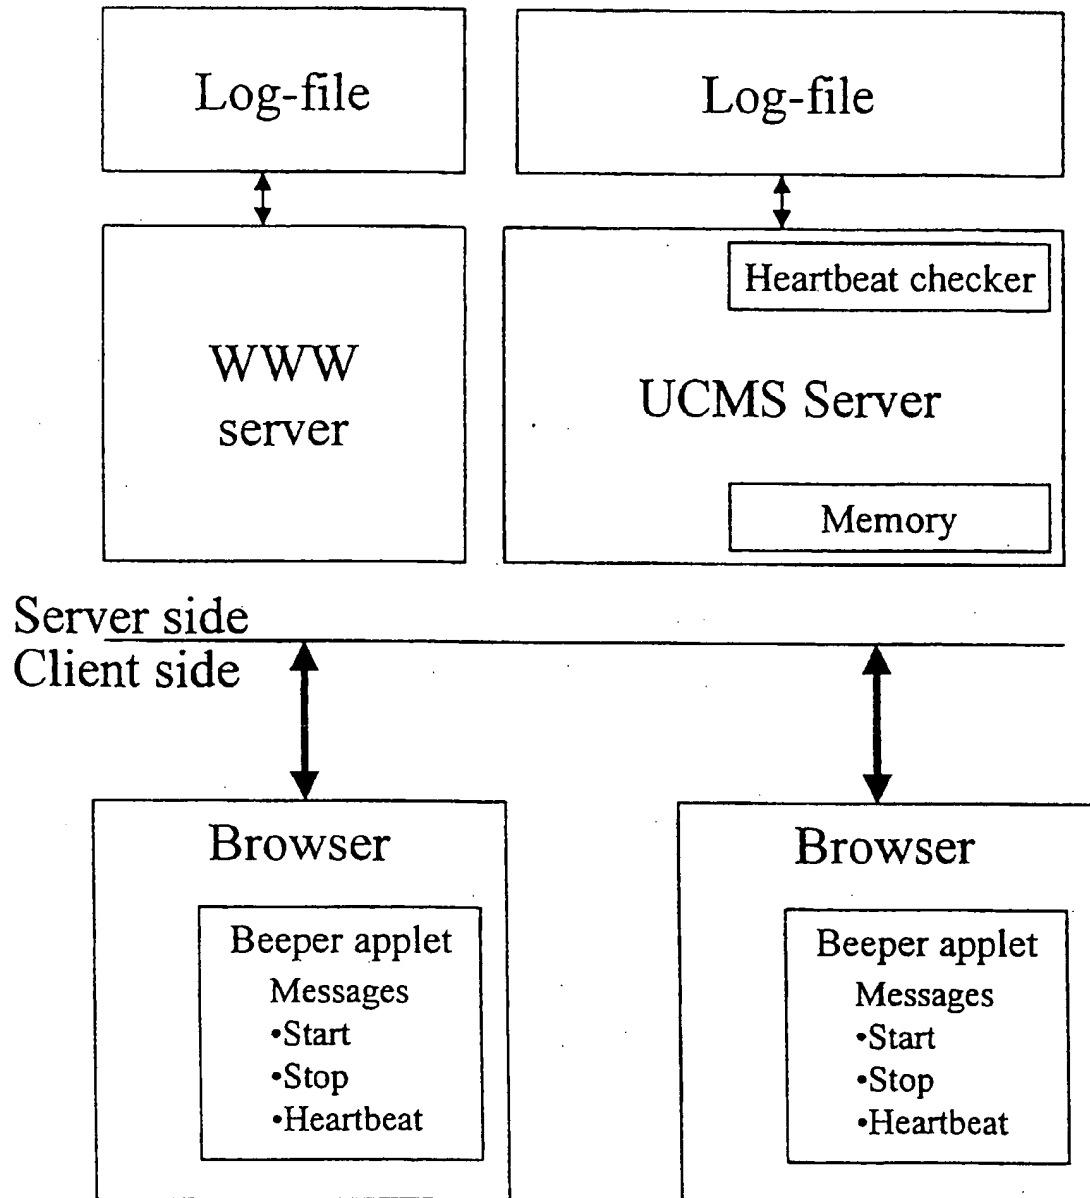 Log-file
Log-file
Heartbeat checker
WWW
server
UCMS Server
Memory
Server side
Client side
Browser
Beeper applet
Messages
•Start
•Stop
•Heartbeat
Browser
Beeper applet
Messages
•Start
•Stop
•Heartbeat